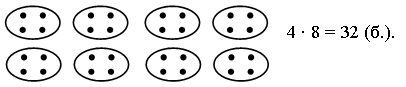 4 · 8 = 32 (б.).